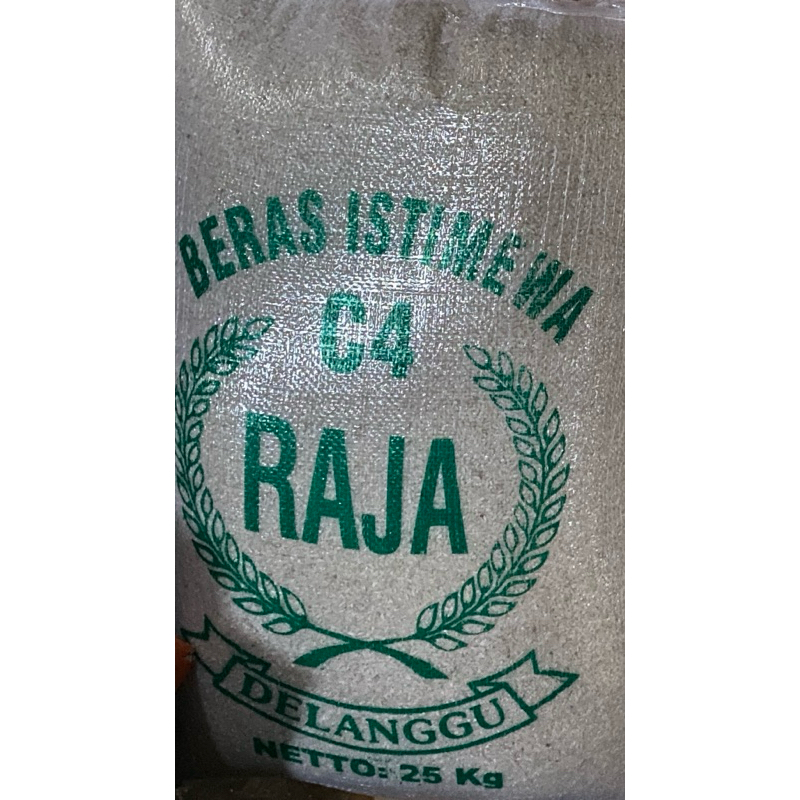 BERAS ISTIMEWA
C4
RAJA
DELANGGU
NETTO: 25 Kg